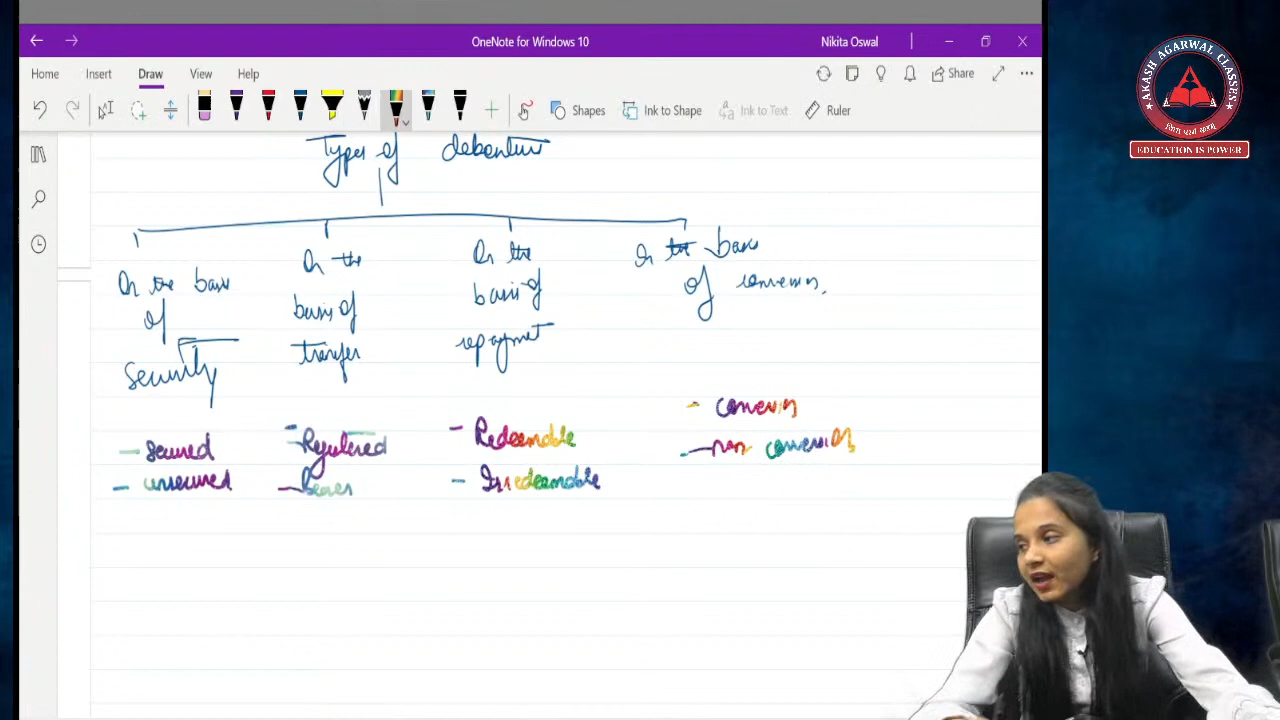 OneNote for Windows 10
Nikita Oswal
Home Insert Draw View Help
Share
Shapes
Ink to Shape
Ink to Text
Ruler
Types of debenture
On the basis
of
Security
On the
basis of
transfer
On the
basis of
repayment
On the basis
of conversion.
- Secured
- unsecured
- Registered
- Bearer
- Redeemable
- Irredeemable
- Conversion
- non conversion
AKASH AGARWAL CLASSES
EDUCATION IS POWER